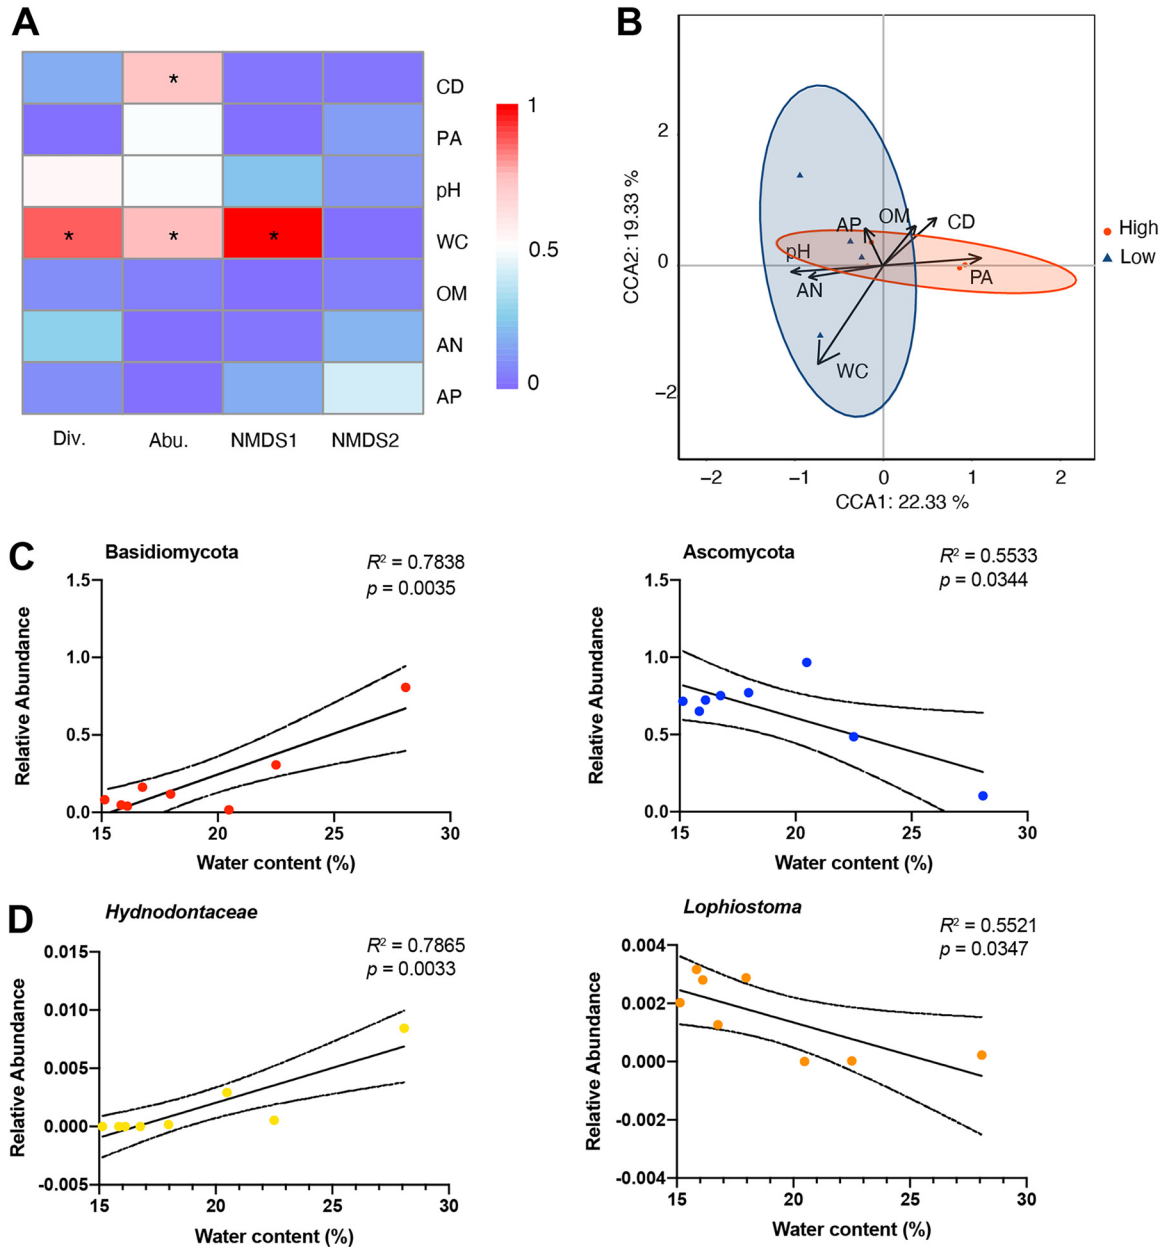 A
* CD
PA
pH
* * * WC
OM
AN
AP
Div. Abu. NMDS1 NMDS2
1
0.5
0
B
CCA2: 19.33 %
2
0
−2
AP OM CD
pH
AN
PA
WC
−2 −1 0 1 2
CCA1: 22.33 %
High
Low
C
Basidiomycota
R² = 0.7838
p = 0.0035
Relative Abundance
1.5
1.0
0.5
0.0
15 20 25 30
Water content (%)
Ascomycota
R² = 0.5533
p = 0.0344
Relative Abundance
1.5
1.0
0.5
0.0
15 20 25 30
Water content (%)
D
Hydnodontaceae
R² = 0.7865
p = 0.0033
Relative Abundance
0.015
0.010
0.005
0.000
-0.005
15 20 25 30
Water content (%)
Lophiostoma
R² = 0.5521
p = 0.0347
Relative Abundance
0.004
0.002
0.000
-0.002
-0.004
15 20 25 30
Water content (%)